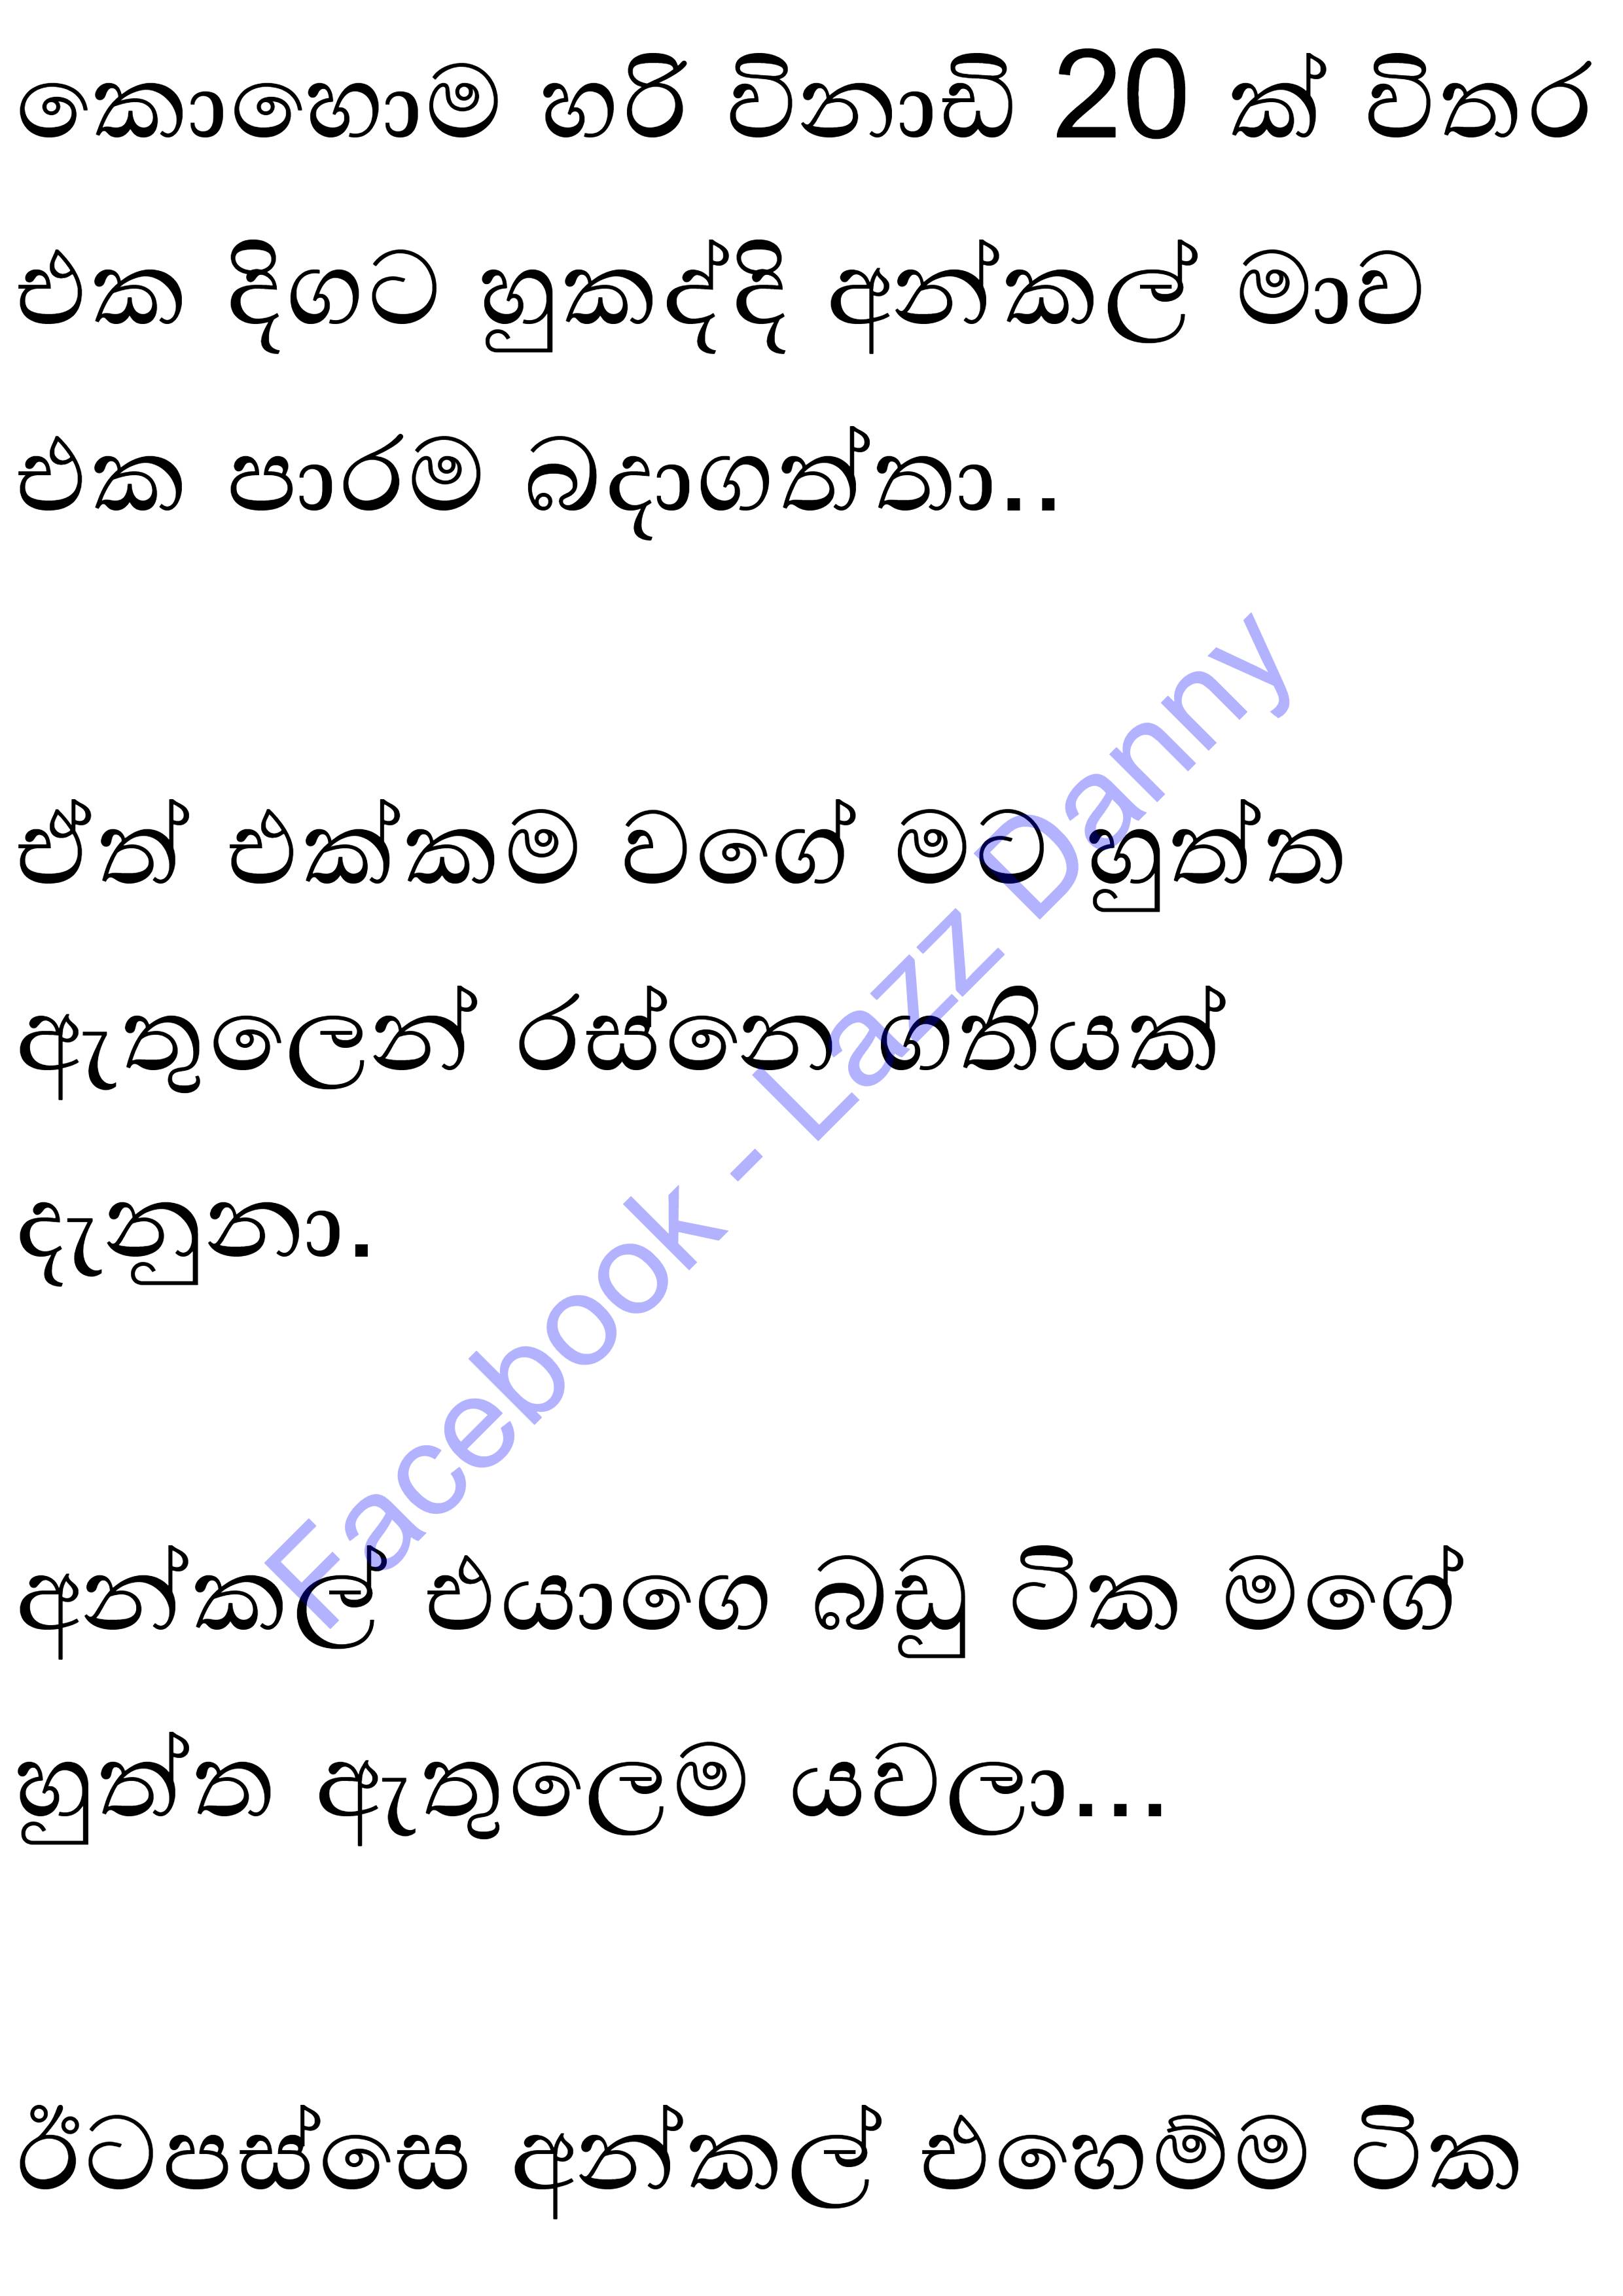 කොහොම හරි විනාඩි 20 ක් විතර
එක දිගට හුකද්දි අන්කල් මාව
එක පාරම බදාගත්තා..
ඒත් එක්කම වගේ මට හුත්ත
ඇතුලෙන් රස්නෙ ගතියක්
දැනුනා.
අන්කල් එයාගෙ බඩු ටික මගේ
හුත්ත ඇතුලෙම යවලා...
ඊටපස්සෙ අන්කල් එහෙම්ම ටික
Facebook - Lazz Danny